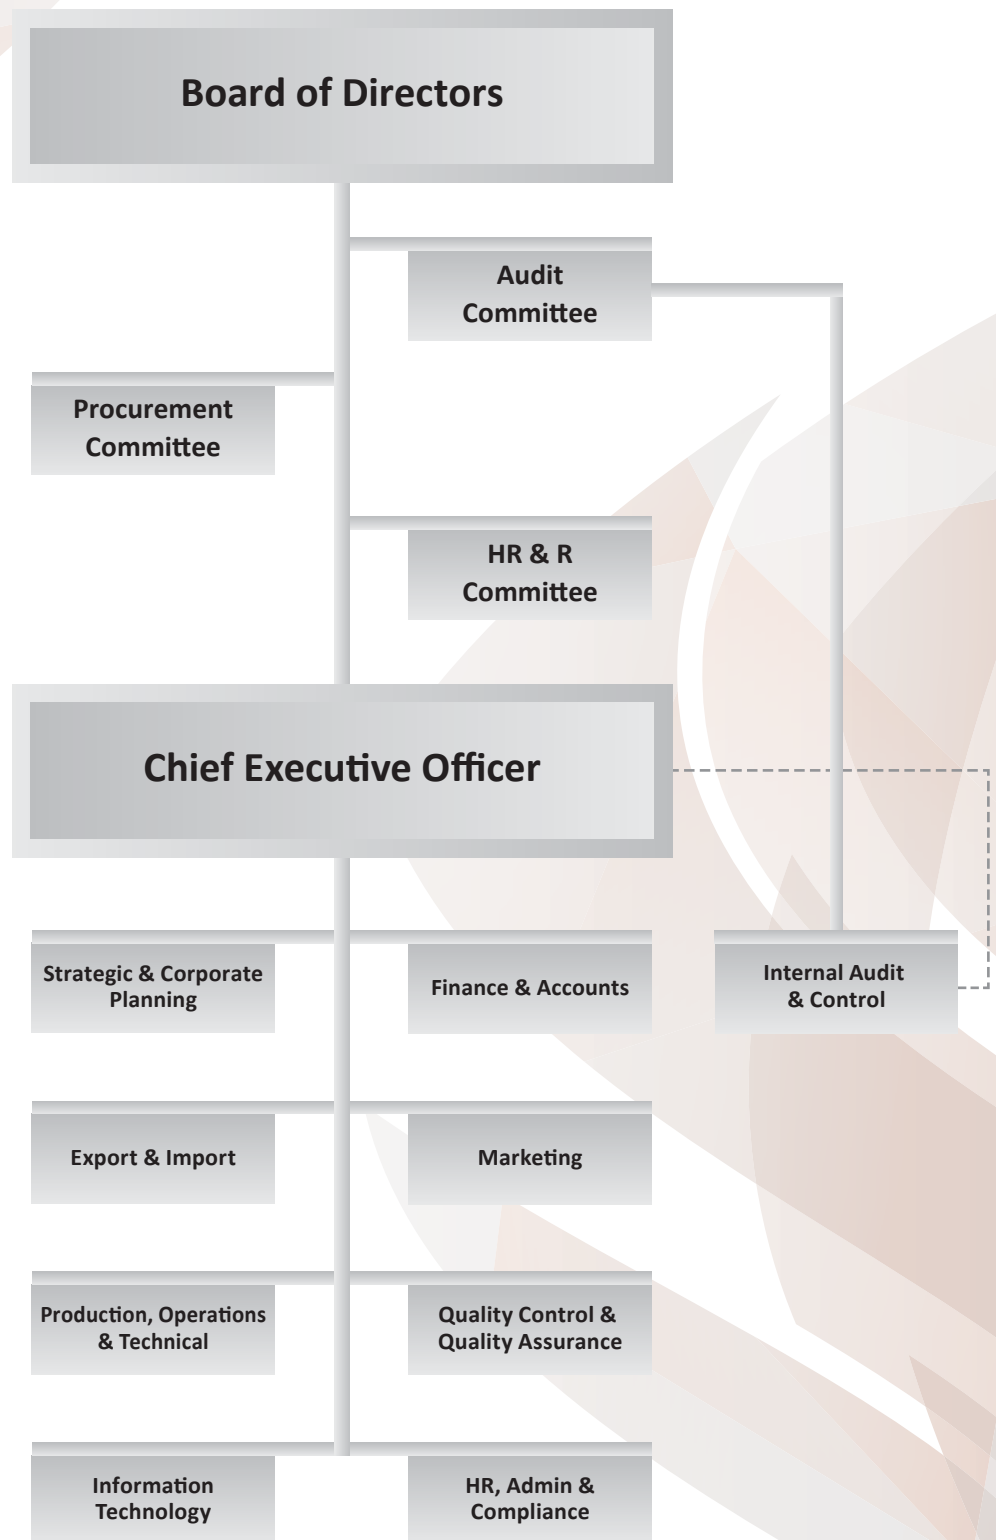 Board of Directors
Audit
Committee
Procurement
Committee
HR & R
Committee
Chief Executive Officer
Strategic & Corporate
Planning
Finance & Accounts
Internal Audit
& Control
Export & Import
Marketing
Production, Operations
& Technical
Quality Control &
Quality Assurance
Information
Technology
HR, Admin &
Compliance